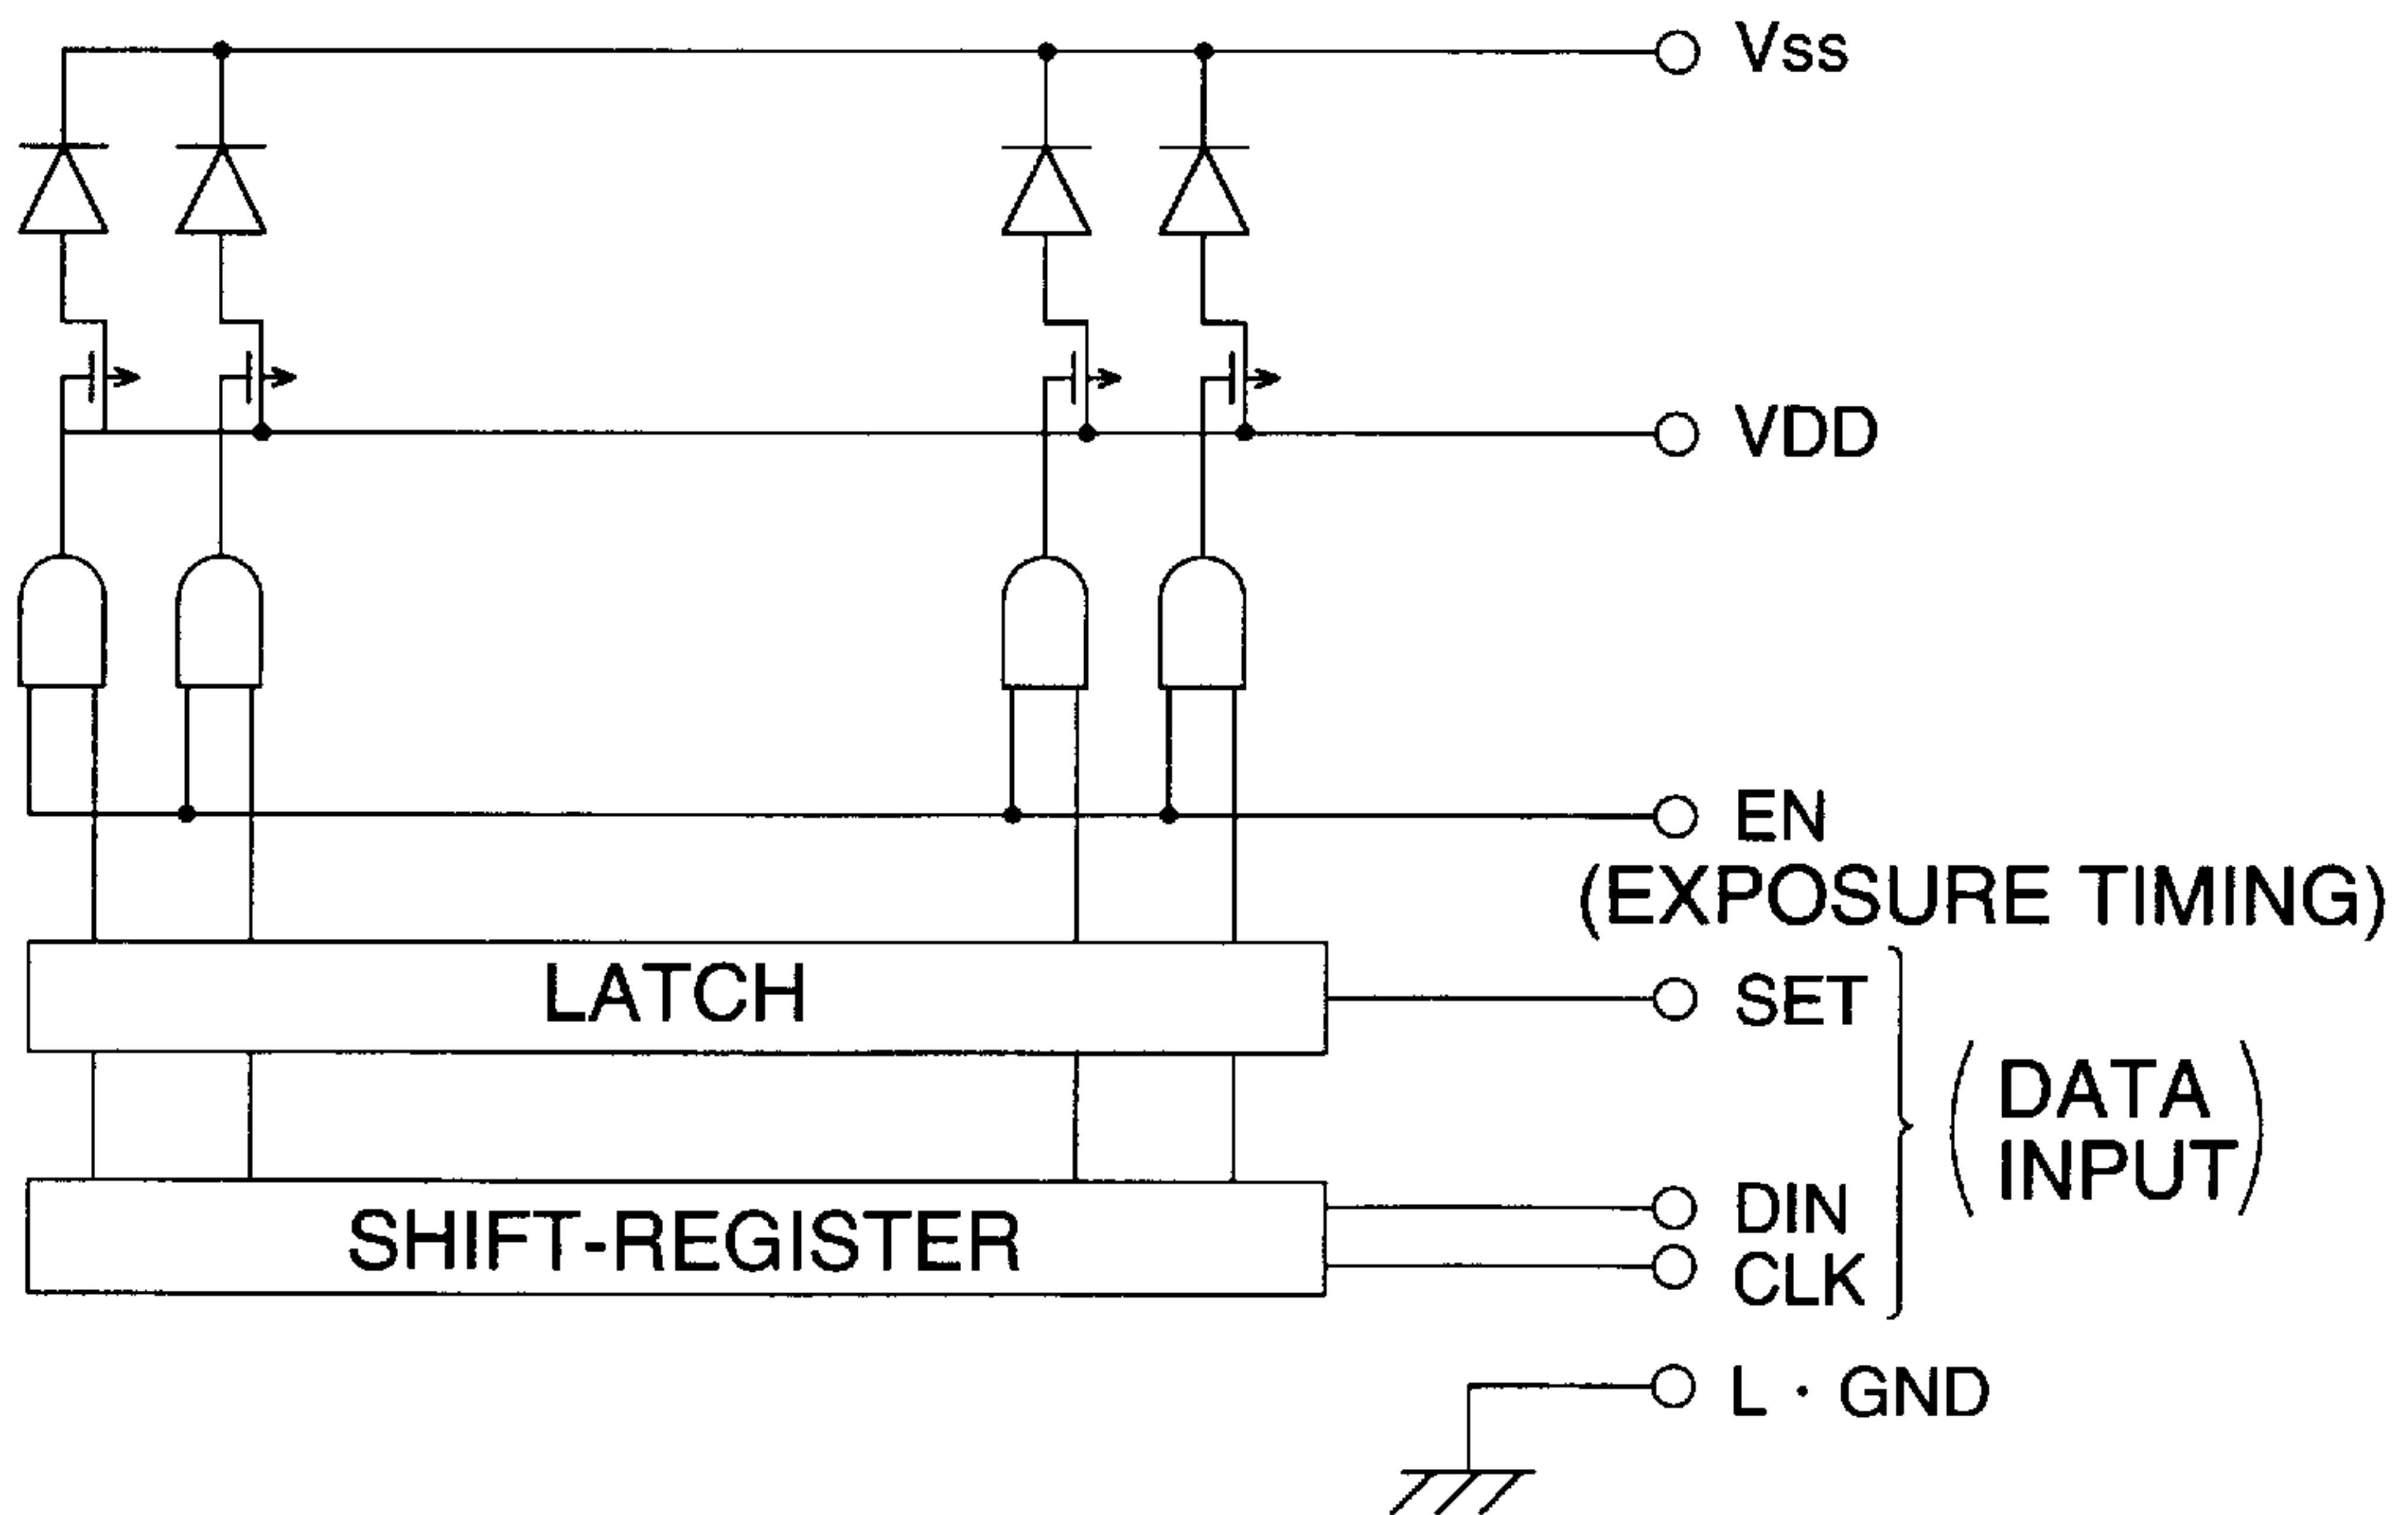 Vss
VDD
EN
(EXPOSURE TIMING)
LATCH
SET
DATA
INPUT
SHIFT-REGISTER
DIN
CLK
L · GND